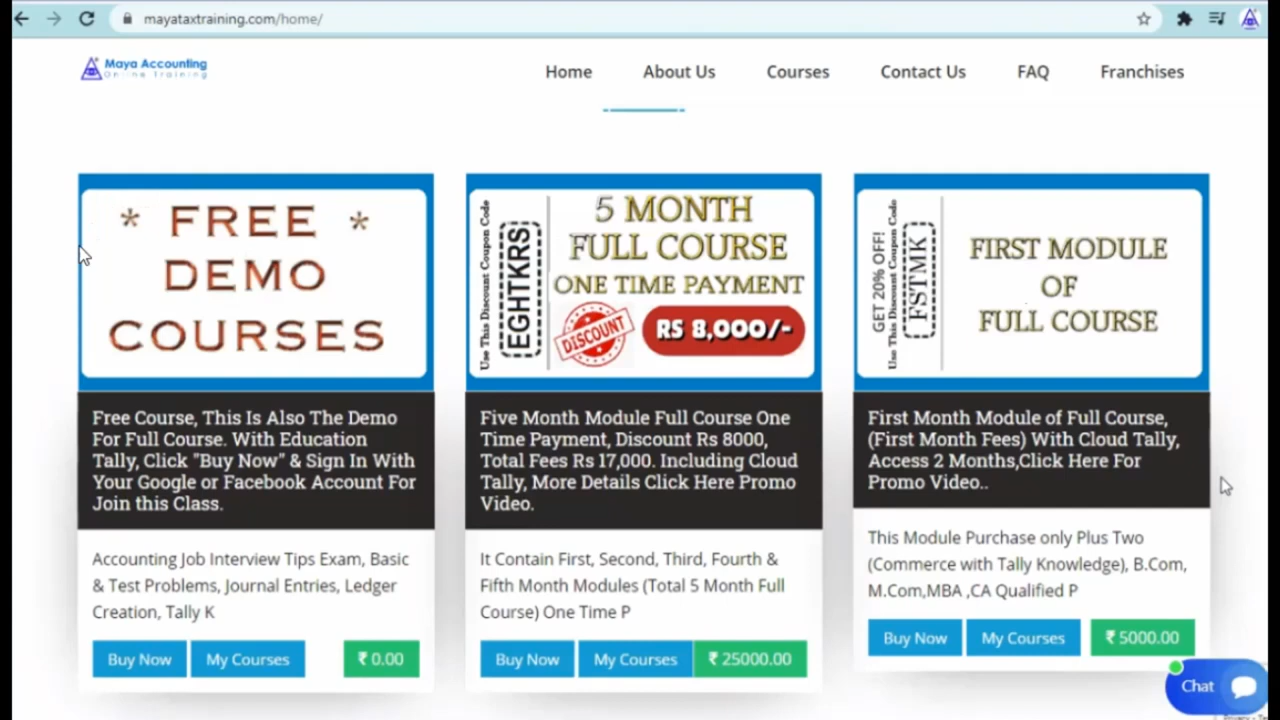 mayataxtraining.com/home/
Maya Accounting
Online Training
Home
About Us
Courses
Contact Us
FAQ
Franchises
* FREE *
DEMO
COURSES
Use This Discount Coupon Code
EGHTKRS
5 MONTH
FULL COURSE
ONE TIME PAYMENT
DISCOUNT
RS 8,000/-
GET 20% OFF!
Use This Discount Coupon Code
FSTMK
FIRST MODULE
OF
FULL COURSE
Free Course, This Is Also The Demo
For Full Course. With Education
Tally, Click "Buy Now" & Sign In With
Your Google or Facebook Account For
Join this Class.
Accounting Job Interview Tips Exam, Basic
& Test Problems, Journal Entries, Ledger
Creation, Tally K
Buy Now
My Courses
₹ 0.00
Five Month Module Full Course One
Time Payment, Discount Rs 8000,
Total Fees Rs 17,000. Including Cloud
Tally, More Details Click Here Promo
Video.
It Contain First, Second, Third, Fourth &
Fifth Month Modules (Total 5 Month Full
Course) One Time P
Buy Now
My Courses
₹ 25000.00
First Month Module of Full Course,
(First Month Fees) With Cloud Tally,
Access 2 Months,Click Here For
Promo Video..
This Module Purchase only Plus Two
(Commerce with Tally Knowledge), B.Com,
M.Com,MBA ,CA Qualified P
Buy Now
My Courses
₹ 5000.00
Chat